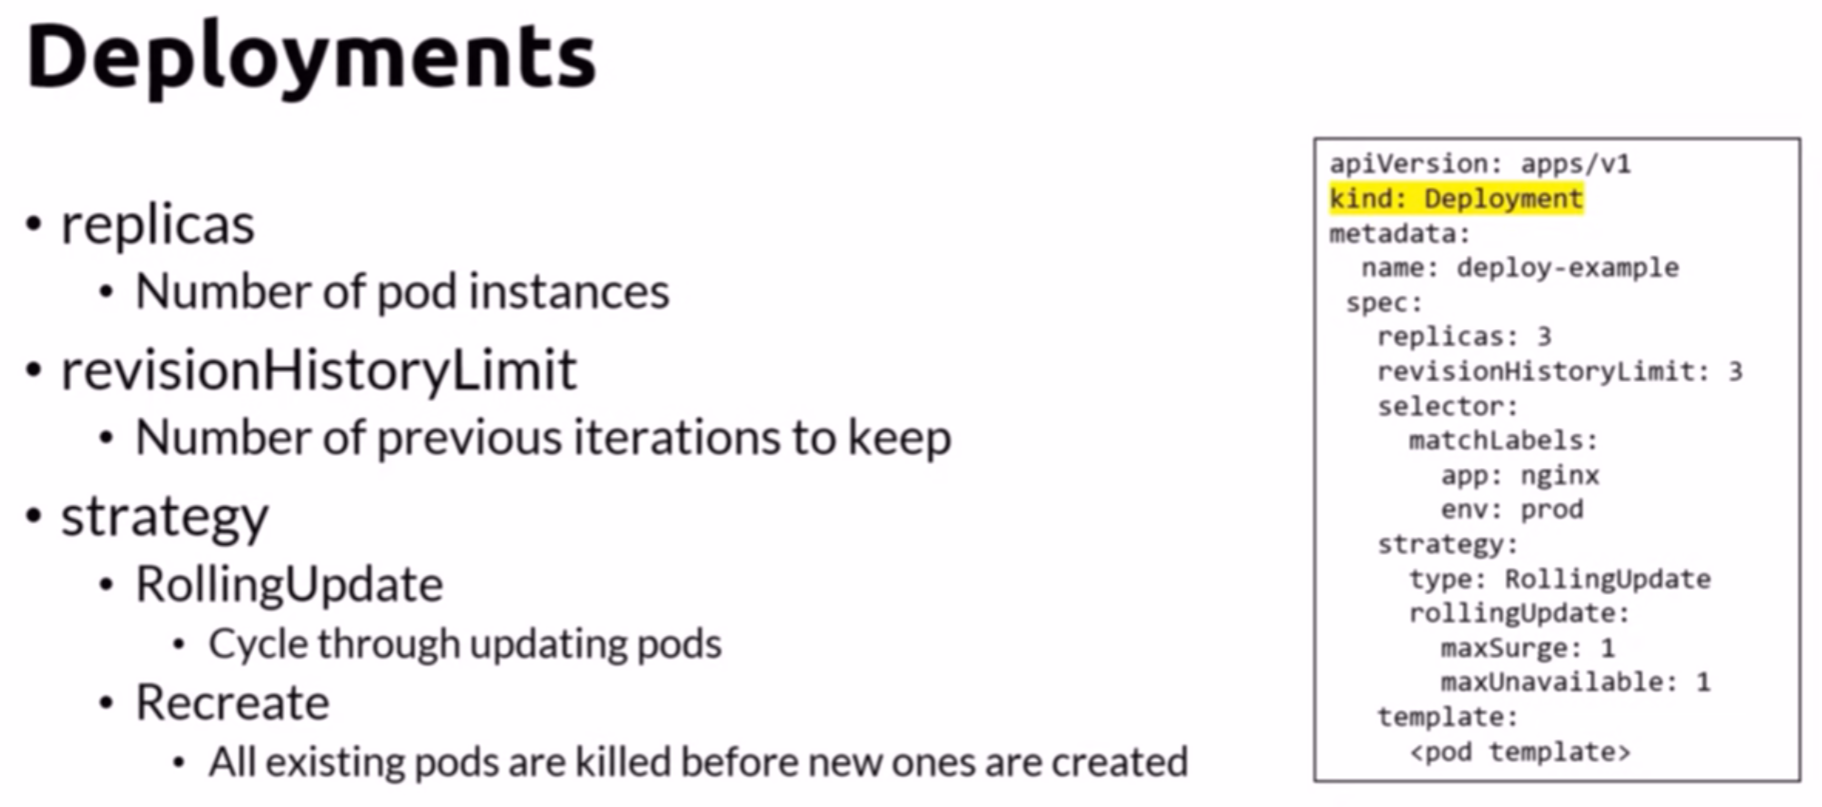 Deployments
• replicas
• Number of pod instances
• revisionHistoryLimit
• Number of previous iterations to keep
• strategy
• RollingUpdate
• Cycle through updating pods
• Recreate
• All existing pods are killed before new ones are created
apiVersion: apps/v1
kind: Deployment
metadata:
  name: deploy-example
 spec:
   replicas: 3
   revisionHistoryLimit: 3
   selector:
     matchLabels:
       app: nginx
       env: prod
   strategy:
     type: RollingUpdate
     rollingUpdate:
       maxSurge: 1
       maxUnavailable: 1
   template:
     <pod template>